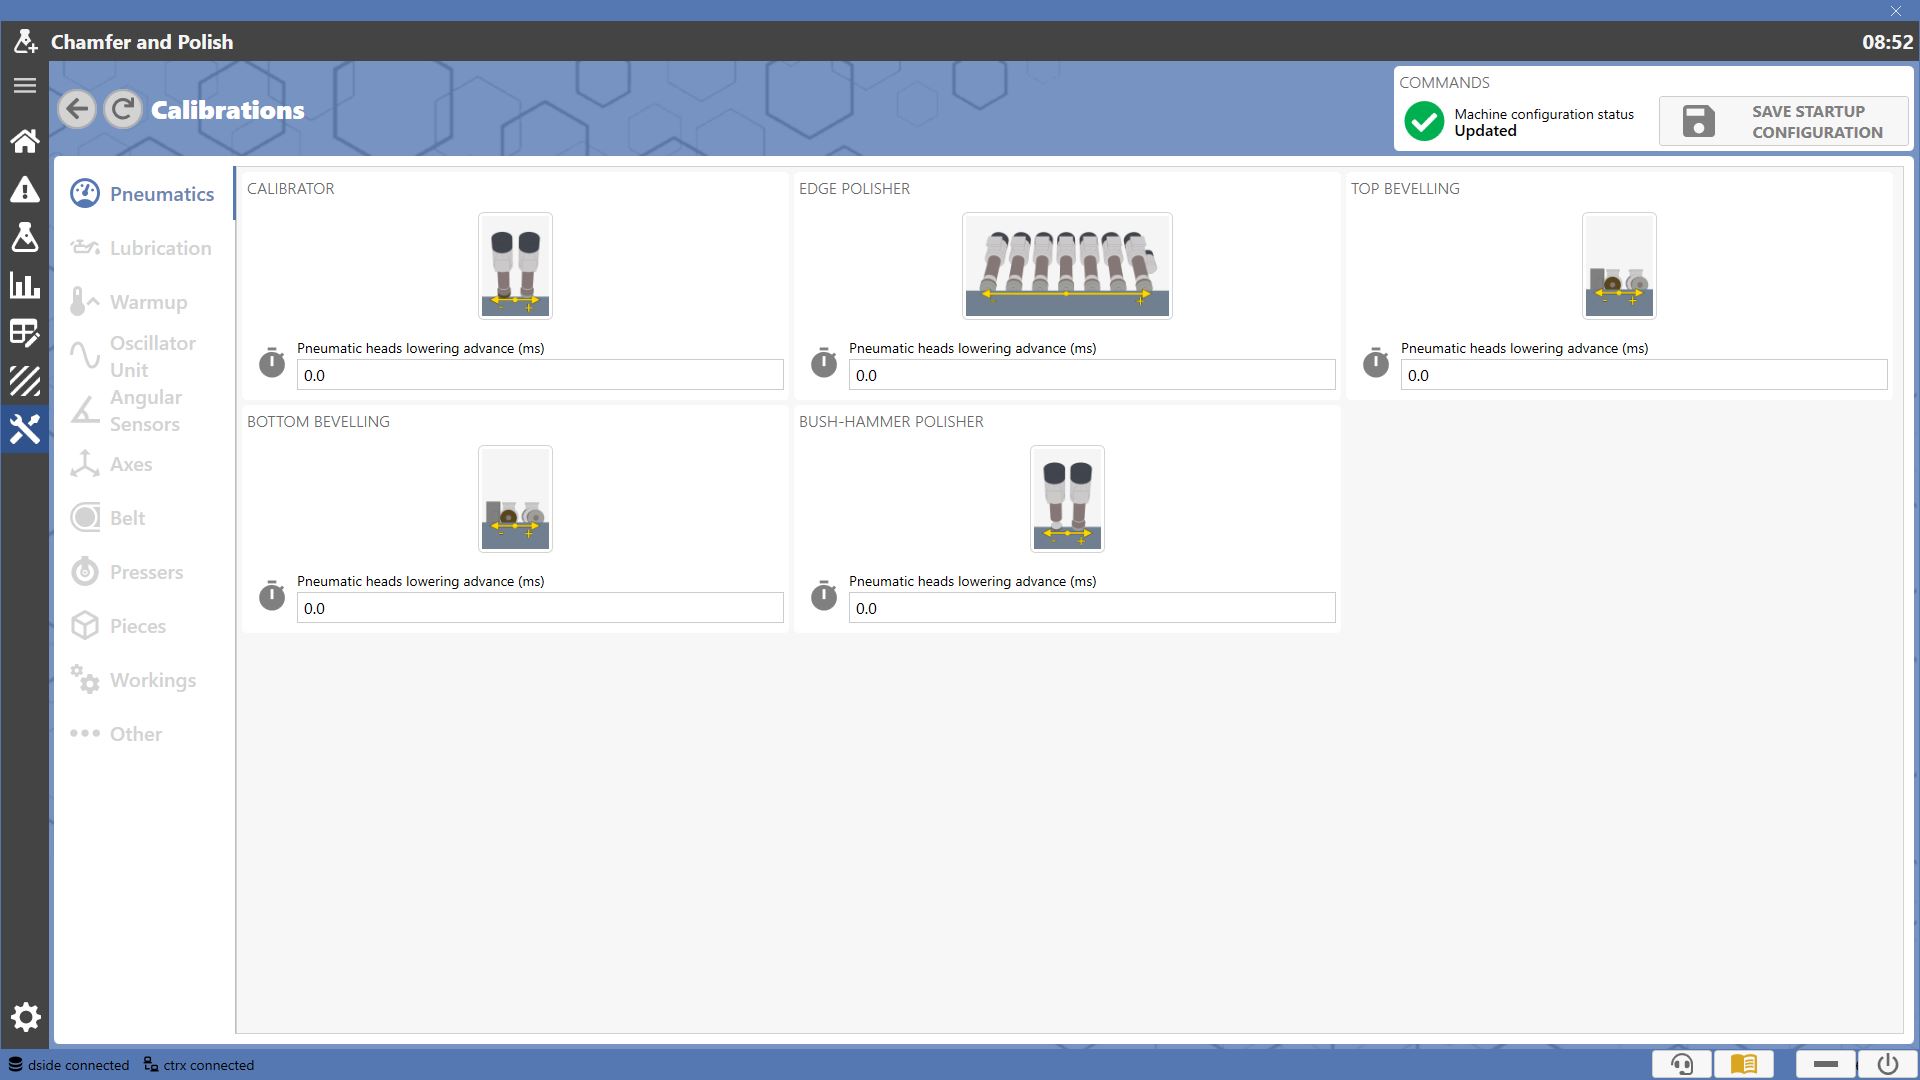 Chamfer and Polish
08:52
Calibrations
COMMANDS
Machine configuration status
Updated
SAVE STARTUP
CONFIGURATION
Pneumatics
Lubrication
Warmup
Oscillator
Unit
Angular
Sensors
Axes
Belt
Pressers
Pieces
Workings
Other
CALIBRATOR
Pneumatic heads lowering advance (ms)
0.0
EDGE POLISHER
Pneumatic heads lowering advance (ms)
0.0
TOP BEVELLING
Pneumatic heads lowering advance (ms)
0.0
BOTTOM BEVELLING
Pneumatic heads lowering advance (ms)
0.0
BUSH-HAMMER POLISHER
Pneumatic heads lowering advance (ms)
0.0
dside connected
ctrx connected